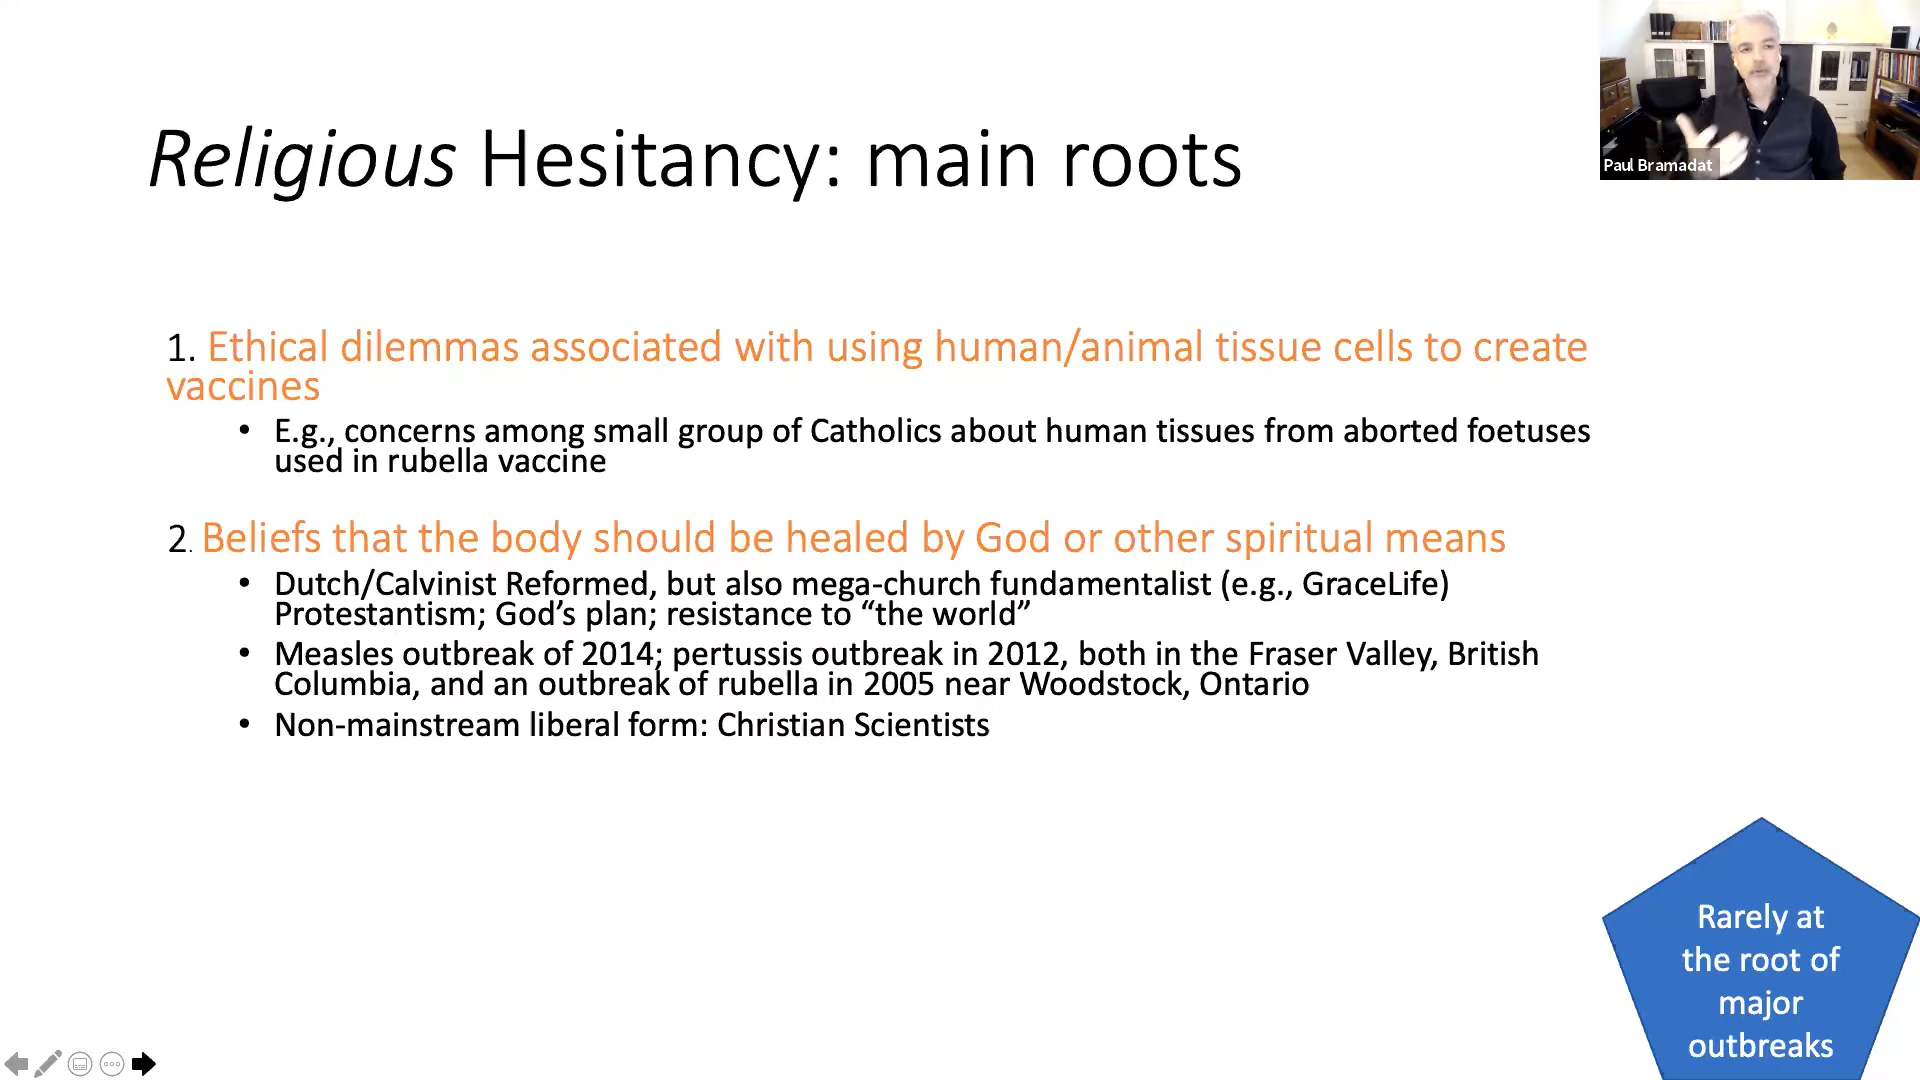 Religious Hesitancy: main roots
Paul Bramadat
1. Ethical dilemmas associated with using human/animal tissue cells to create
vaccines
• E.g., concerns among small group of Catholics about human tissues from aborted foetuses
used in rubella vaccine
2. Beliefs that the body should be healed by God or other spiritual means
• Dutch/Calvinist Reformed, but also mega-church fundamentalist (e.g., GraceLife)
Protestantism; God’s plan; resistance to “the world”
• Measles outbreak of 2014; pertussis outbreak in 2012, both in the Fraser Valley, British
Columbia, and an outbreak of rubella in 2005 near Woodstock, Ontario
• Non-mainstream liberal form: Christian Scientists
Rarely at
the root of
major
outbreaks